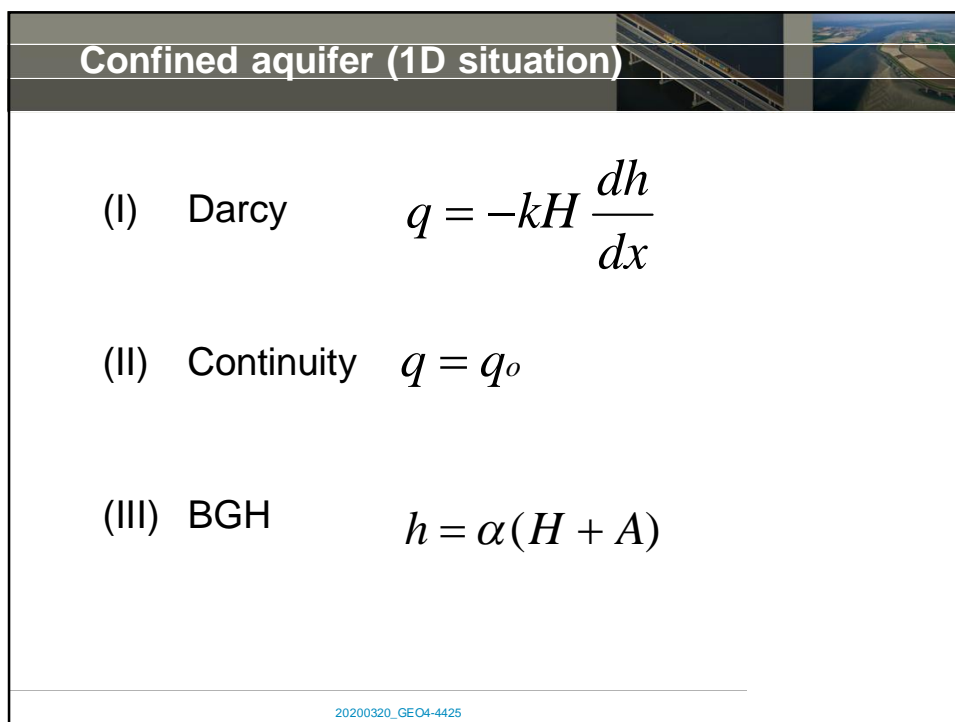 Confined aquifer (1D situation)
(I) Darcy q = −kH dh/dx
(II) Continuity q = qₒ
(III) BGH h = α(H + A)
20200320_GEO4-4425